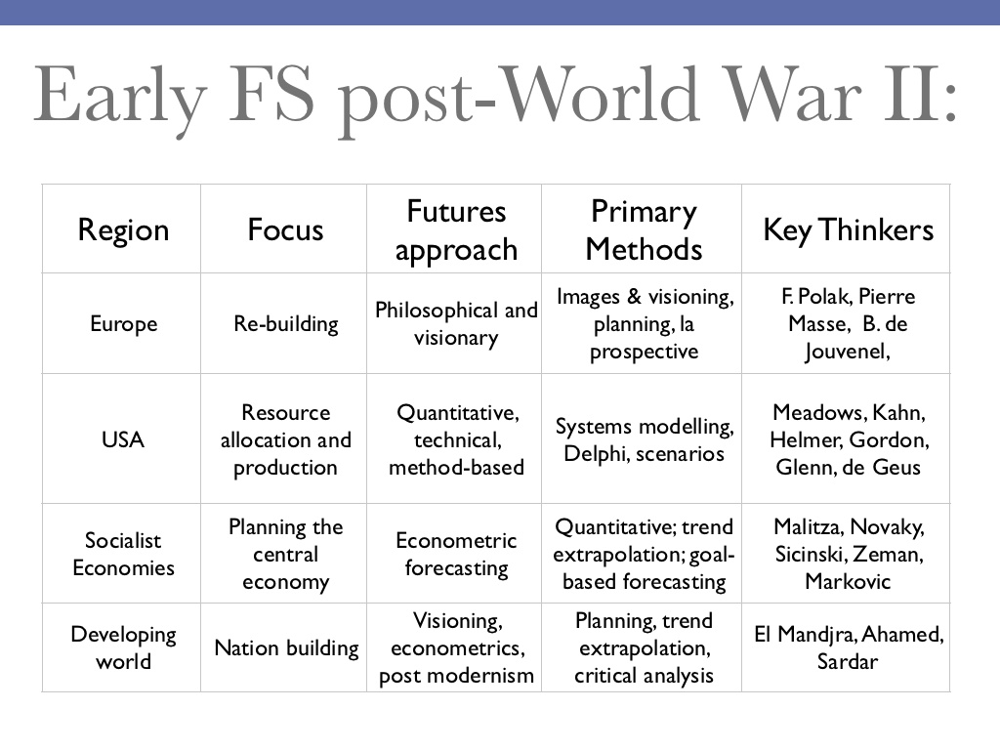 Early FS post-World War II:
Region
Focus
Futures
approach
Primary
Methods
Key Thinkers
Europe
Re-building
Philosophical and
visionary
Images & visioning,
planning, la
prospective
F. Polak, Pierre
Masse, B. de
Jouvenel,
USA
Resource
allocation and
production
Quantitative,
technical,
method-based
Systems modelling,
Delphi, scenarios
Meadows, Kahn,
Helmer, Gordon,
Glenn, de Geus
Socialist
Economies
Planning the
central
economy
Econometric
forecasting
Quantitative; trend
extrapolation; goal-
based forecasting
Malitza, Novaky,
Sicinski, Zeman,
Markovic
Developing
world
Nation building
Visioning,
econometrics,
post modernism
Planning, trend
extrapolation,
critical analysis
El Mandjra, Ahamed,
Sardar